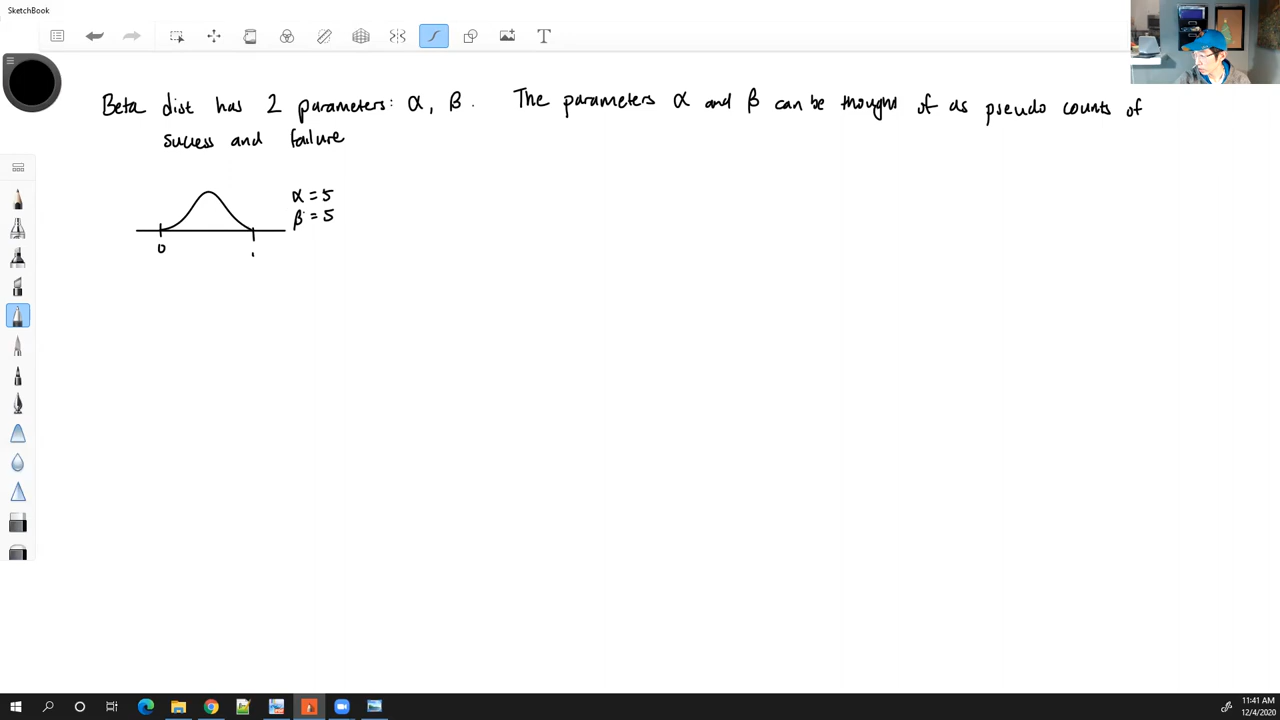 SketchBook
Beta dist has 2 parameters: α, β. The parameters α and β can be thought of as pseudo counts of
success and failure
α = 5
β = 5
0
11:41 AM
12/4/2020